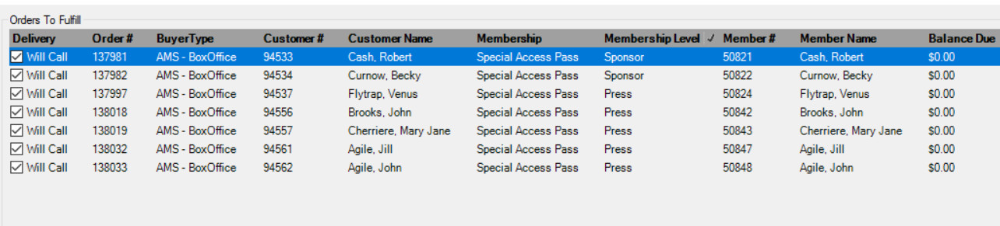 Orders To Fulfill
Delivery Order # BuyerType Customer # Customer Name Membership Membership Level ✓ Member # Member Name Balance Due
Will Call 137981 AMS - BoxOffice 94533 Cash, Robert Special Access Pass Sponsor 50821 Cash, Robert $0.00
Will Call 137982 AMS - BoxOffice 94534 Curnow, Becky Special Access Pass Sponsor 50822 Curnow, Becky $0.00
Will Call 137997 AMS - BoxOffice 94537 Flytrap, Venus Special Access Pass Press 50824 Flytrap, Venus $0.00
Will Call 138018 AMS - BoxOffice 94556 Brooks, John Special Access Pass Press 50842 Brooks, John $0.00
Will Call 138019 AMS - BoxOffice 94557 Cherriere, Mary Jane Special Access Pass Press 50843 Cherriere, Mary Jane $0.00
Will Call 138032 AMS - BoxOffice 94561 Agile, Jill Special Access Pass Press 50847 Agile, Jill $0.00
Will Call 138033 AMS - BoxOffice 94562 Agile, John Special Access Pass Press 50848 Agile, John $0.00